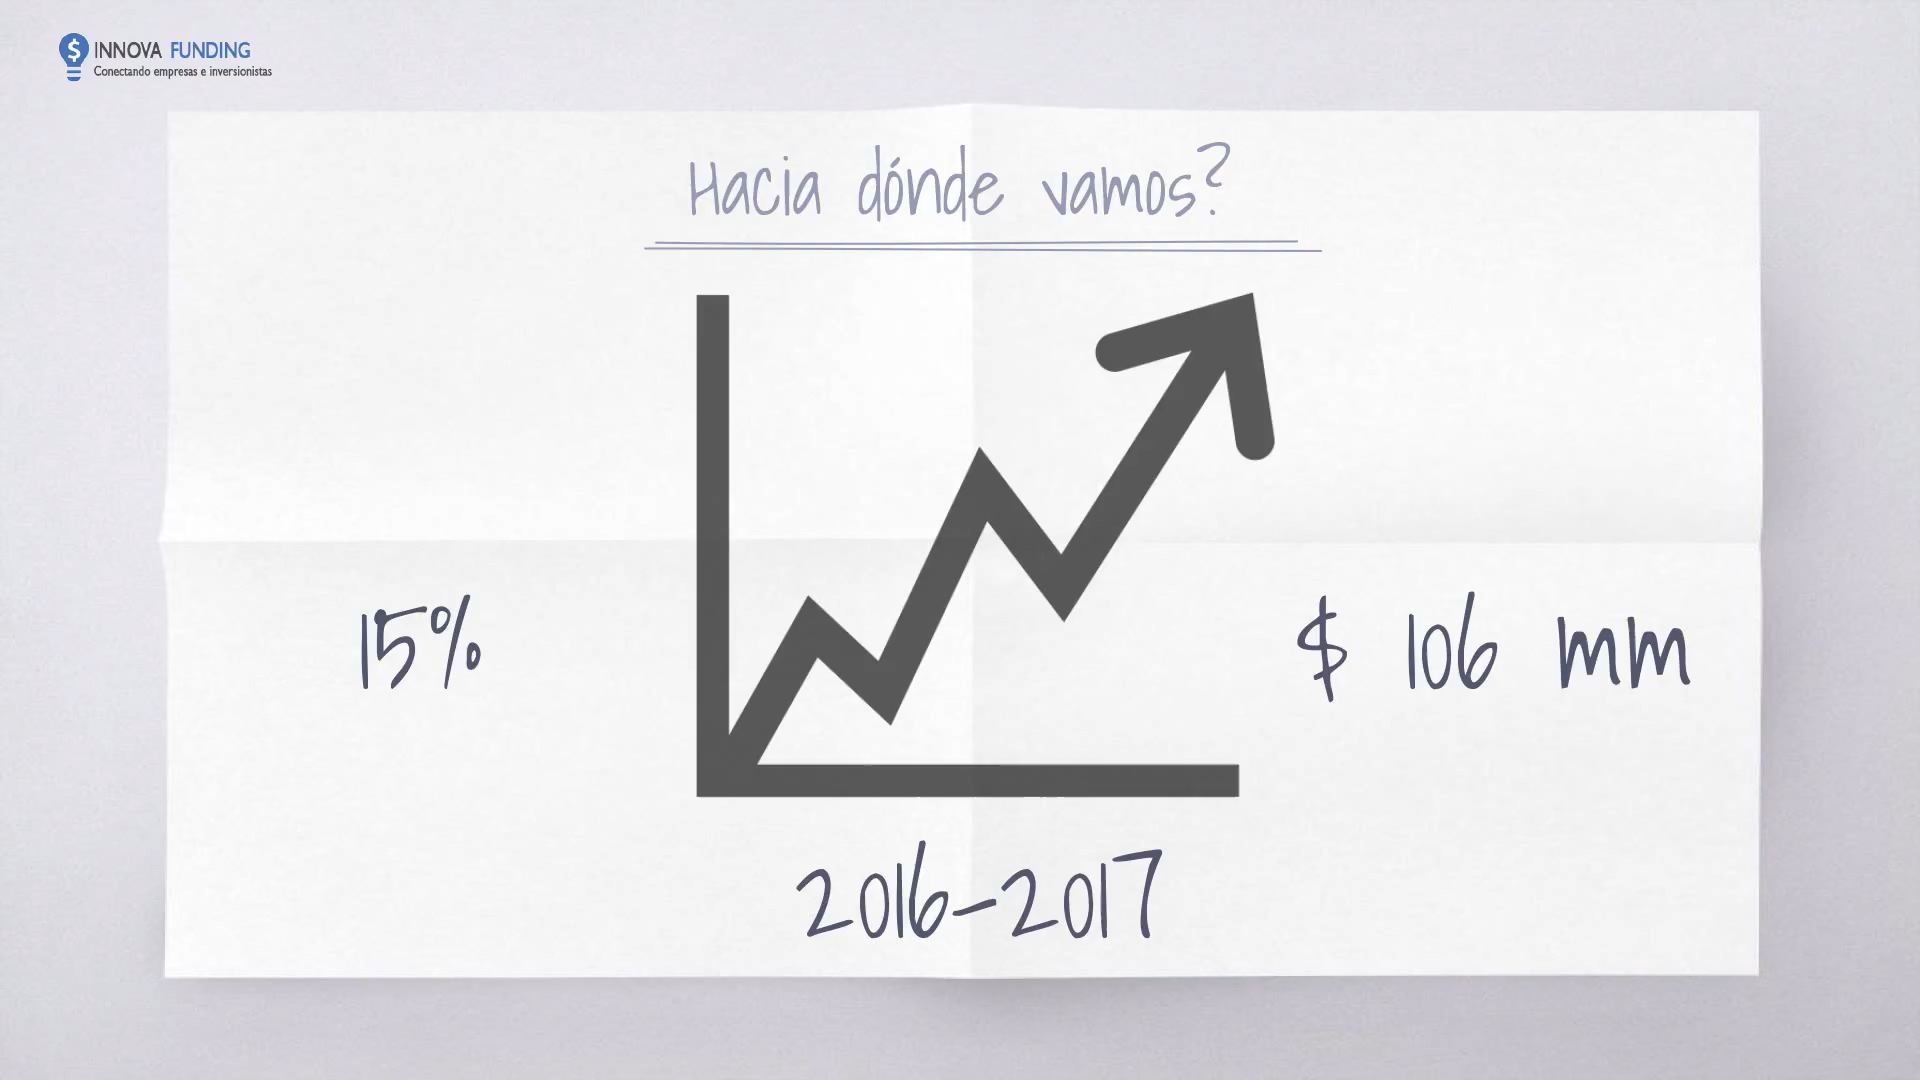 INNOVA FUNDING
Conectando empresas e inversionistas
Hacia dónde vamos?
15%
$ 106 mm
2016-2017